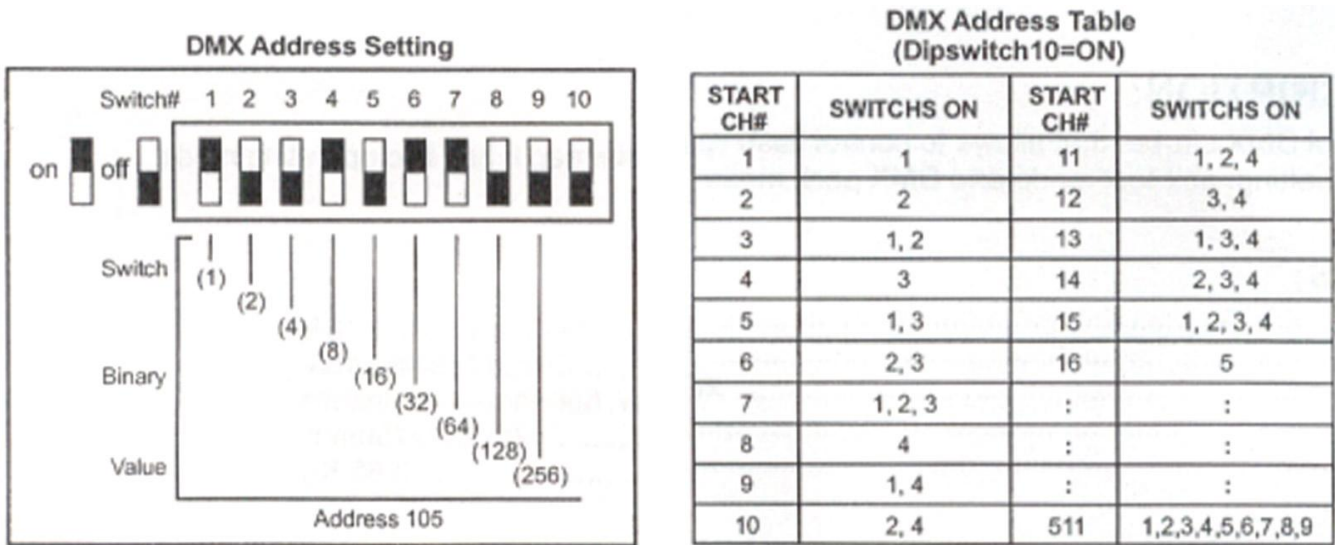 DMX Address Setting
Switch# 1 2 3 4 5 6 7 8 9 10
on off
Switch
(1)
(2)
(4)
(8)
Binary
(16)
(32)
(64)
(128)
Value
(256)
Address 105
DMX Address Table
(Dipswitch10=ON)
START CH# SWITCHS ON START CH# SWITCHS ON
1 1 11 1, 2, 4
2 2 12 3, 4
3 1, 2 13 1, 3, 4
4 3 14 2, 3, 4
5 1, 3 15 1, 2, 3, 4
6 2, 3 16 5
7 1, 2, 3 : :
8 4 : :
9 1, 4 : :
10 2, 4 511 1,2,3,4,5,6,7,8,9